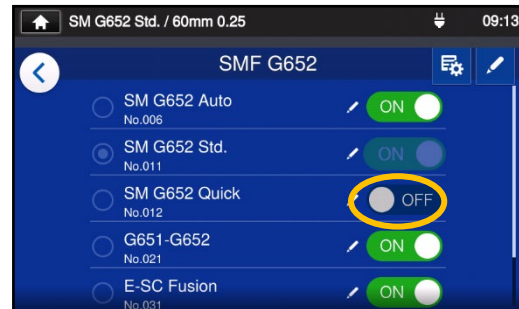 SM G652 Std. / 60mm 0.25 09:13
SMF G652
SM G652 Auto ON
No.006
SM G652 Std. ON
No.011
SM G652 Quick OFF
No.012
G651-G652 ON
No.021
E-SC Fusion ON
No.031